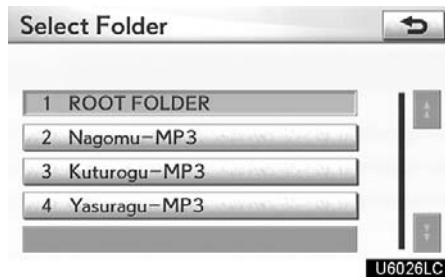 Select Folder
1 ROOT FOLDER
2 Nagomu-MP3
3 Kuturogu-MP3
4 Yasuragu-MP3
U6026LC